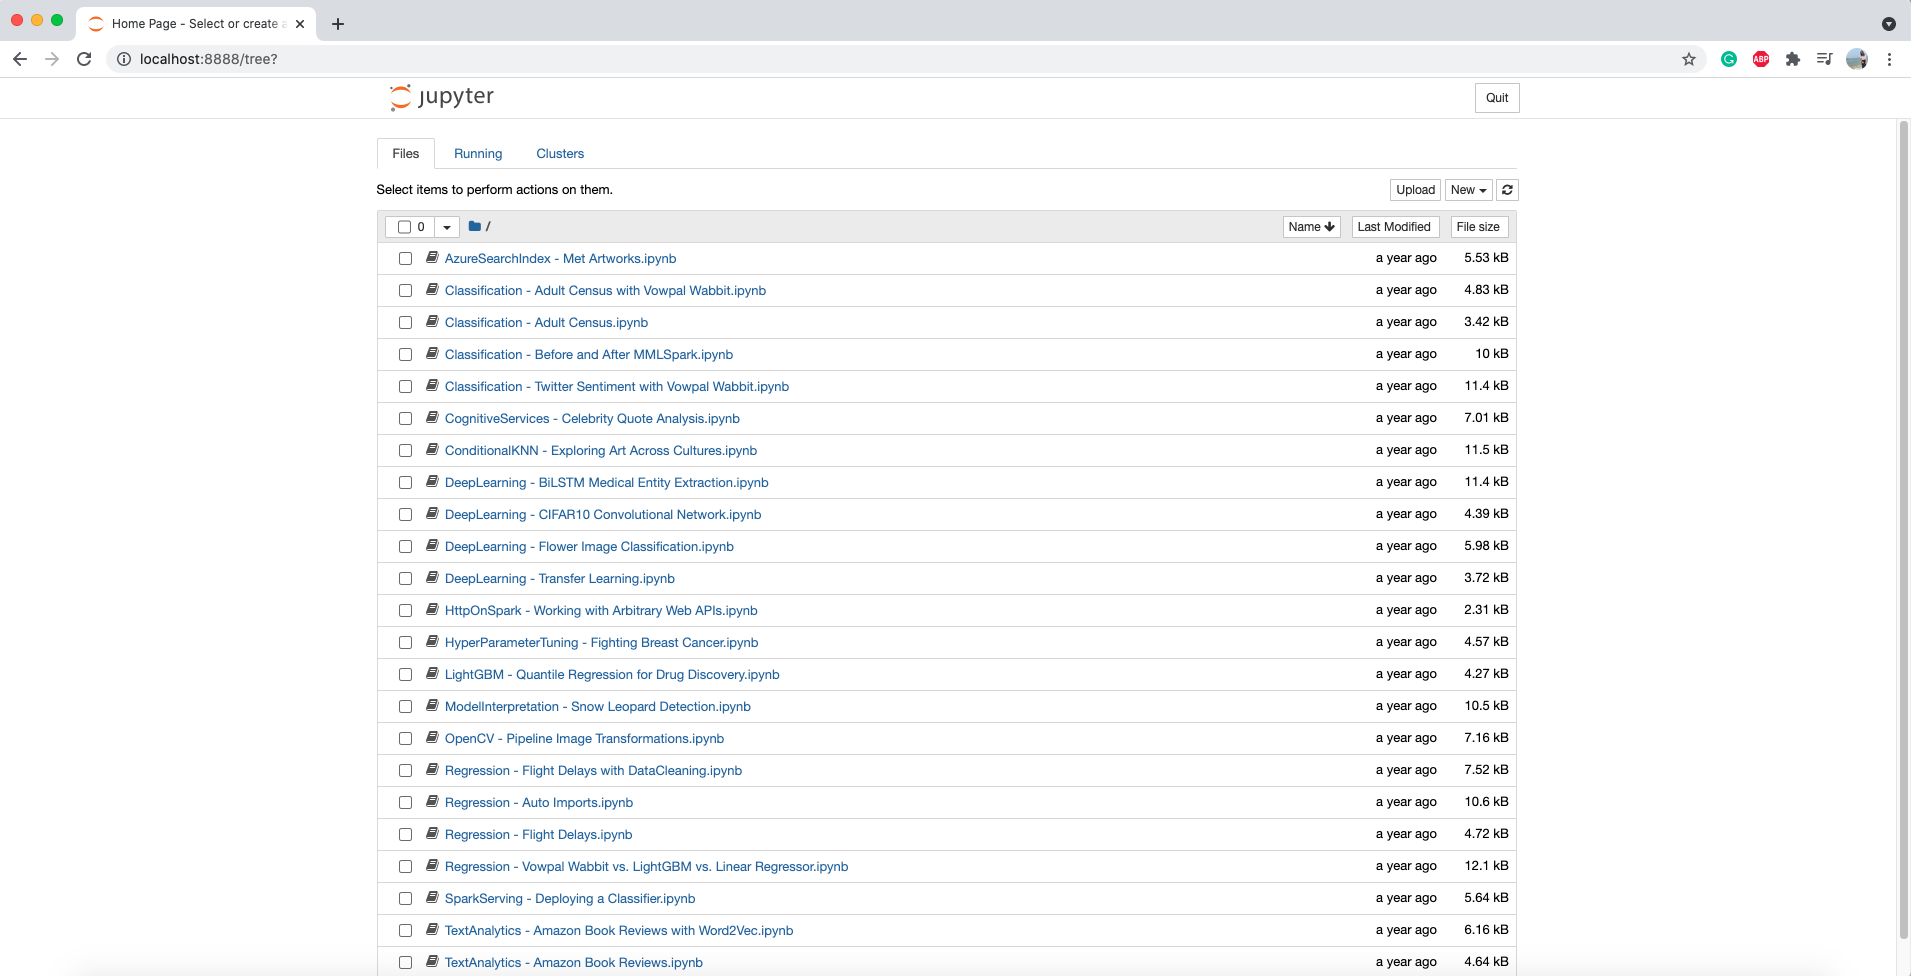 Home Page - Select or create a
localhost:8888/tree?
ABP
jupyter
Quit
Files Running Clusters
Select items to perform actions on them.
Upload New
0 /
Name Last Modified File size
AzureSearchIndex - Met Artworks.ipynb a year ago 5.53 kB
Classification - Adult Census with Vowpal Wabbit.ipynb a year ago 4.83 kB
Classification - Adult Census.ipynb a year ago 3.42 kB
Classification - Before and After MMLSpark.ipynb a year ago 10 kB
Classification - Twitter Sentiment with Vowpal Wabbit.ipynb a year ago 11.4 kB
CognitiveServices - Celebrity Quote Analysis.ipynb a year ago 7.01 kB
ConditionalKNN - Exploring Art Across Cultures.ipynb a year ago 11.5 kB
DeepLearning - BiLSTM Medical Entity Extraction.ipynb a year ago 11.4 kB
DeepLearning - CIFAR10 Convolutional Network.ipynb a year ago 4.39 kB
DeepLearning - Flower Image Classification.ipynb a year ago 5.98 kB
DeepLearning - Transfer Learning.ipynb a year ago 3.72 kB
HttpOnSpark - Working with Arbitrary Web APIs.ipynb a year ago 2.31 kB
HyperParameterTuning - Fighting Breast Cancer.ipynb a year ago 4.57 kB
LightGBM - Quantile Regression for Drug Discovery.ipynb a year ago 4.27 kB
ModelInterpretation - Snow Leopard Detection.ipynb a year ago 10.5 kB
OpenCV - Pipeline Image Transformations.ipynb a year ago 7.16 kB
Regression - Flight Delays with DataCleaning.ipynb a year ago 7.52 kB
Regression - Auto Imports.ipynb a year ago 10.6 kB
Regression - Flight Delays.ipynb a year ago 4.72 kB
Regression - Vowpal Wabbit vs. LightGBM vs. Linear Regressor.ipynb a year ago 12.1 kB
SparkServing - Deploying a Classifier.ipynb a year ago 5.64 kB
TextAnalytics - Amazon Book Reviews with Word2Vec.ipynb a year ago 6.16 kB
TextAnalytics - Amazon Book Reviews.ipynb a year ago 4.64 kB